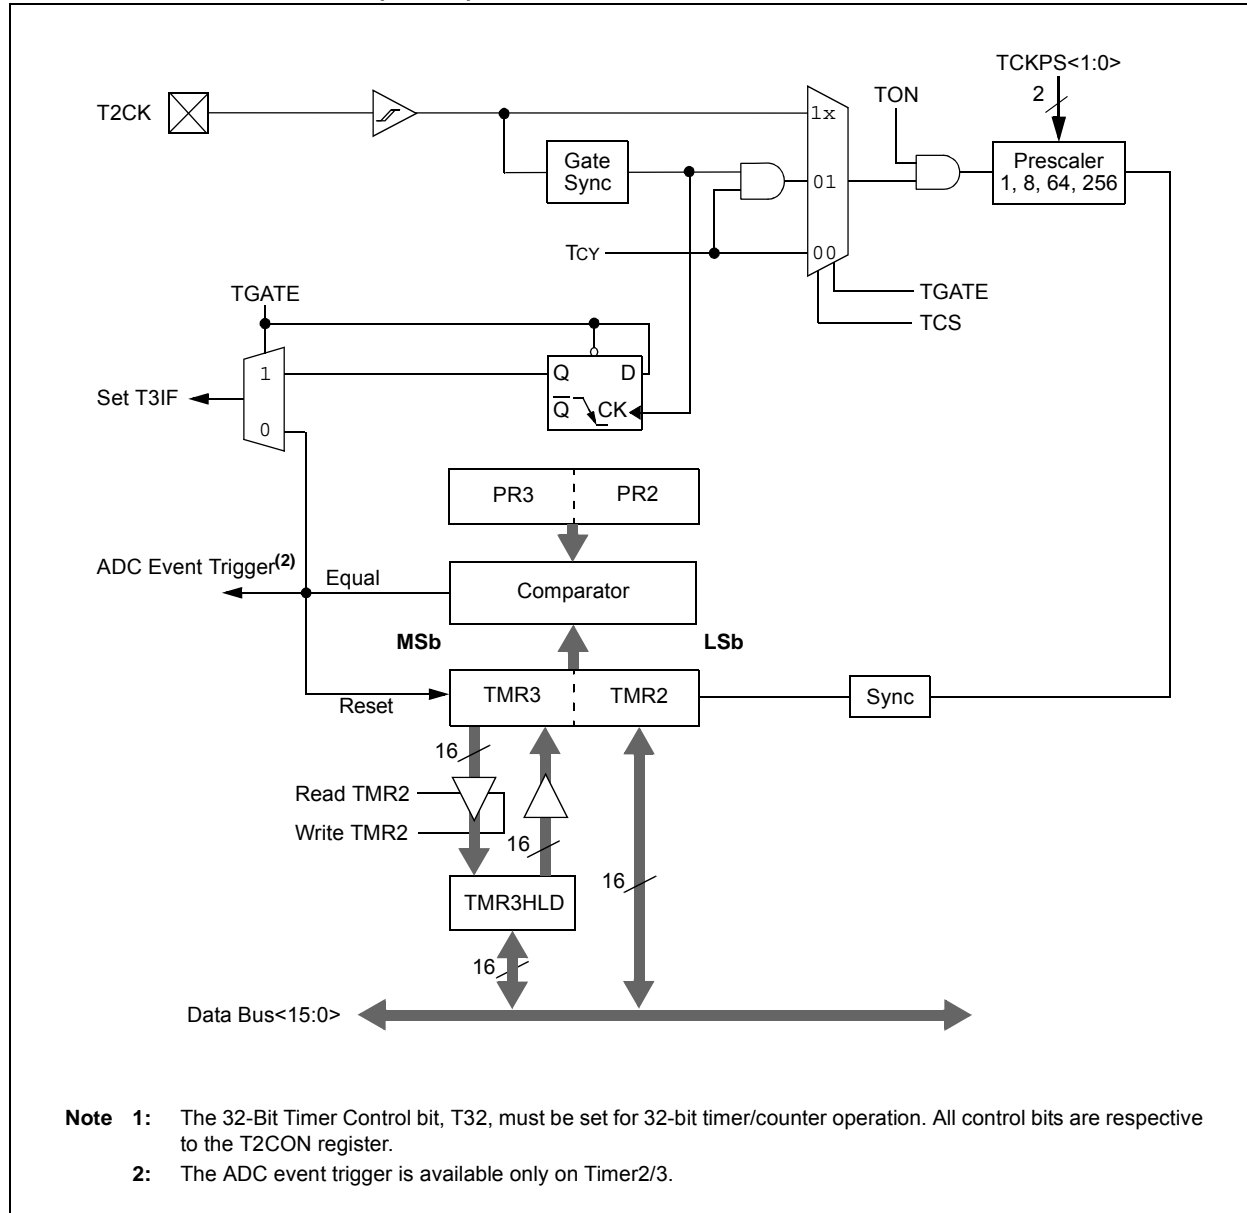 TCKPS<1:0>
2
TON
T2CK
1x
Gate
Sync
Prescaler
1, 8, 64, 256
01
TCY
00
TGATE
TCS
TGATE
1
Q
D
Set T3IF
Q
CK
0
PR3
PR2
ADC Event Trigger(2)
Equal
Comparator
MSb
LSb
TMR3
TMR2
Sync
Reset
16
Read TMR2
Write TMR2
16
16
TMR3HLD
16
Data Bus<15:0>
Note 1: The 32-Bit Timer Control bit, T32, must be set for 32-bit timer/counter operation. All control bits are respective
to the T2CON register.
2: The ADC event trigger is available only on Timer2/3.